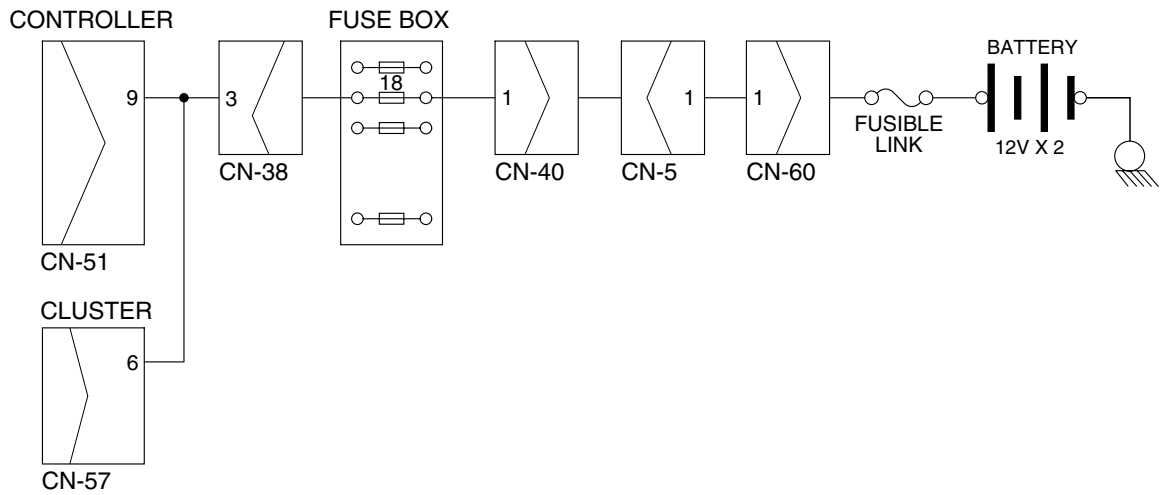 CONTROLLER
FUSE BOX
BATTERY
18
9
3
1
1
1
FUSIBLE
LINK
12V X 2
CN-38
CN-40
CN-5
CN-60
CN-51
CLUSTER
6
CN-57